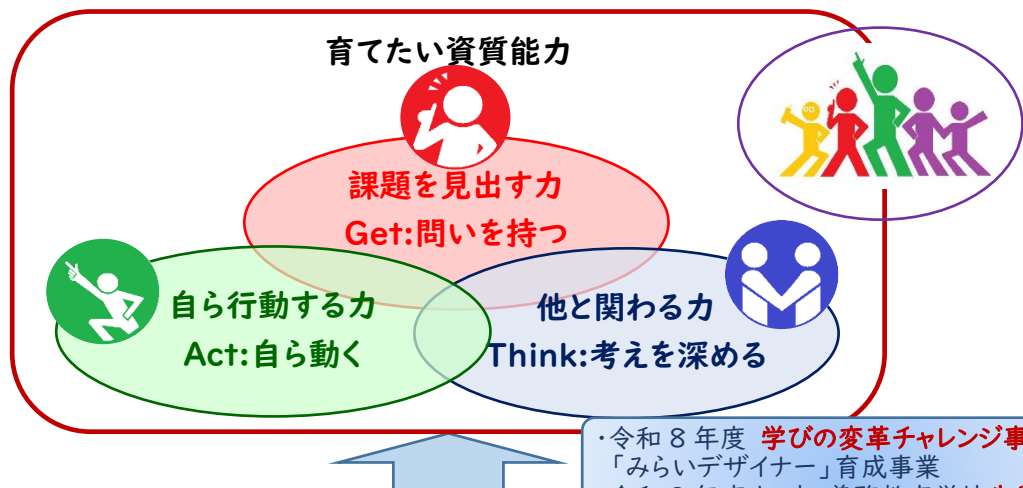 育てたい資質能力
課題を見出す力
Get:問いを持つ
自ら行動する力
Act:自ら動く
他と関わる力
Think:考えを深める
・令和8年度 学びの変革チャレンジ事
「みらいデザイナー」育成事業